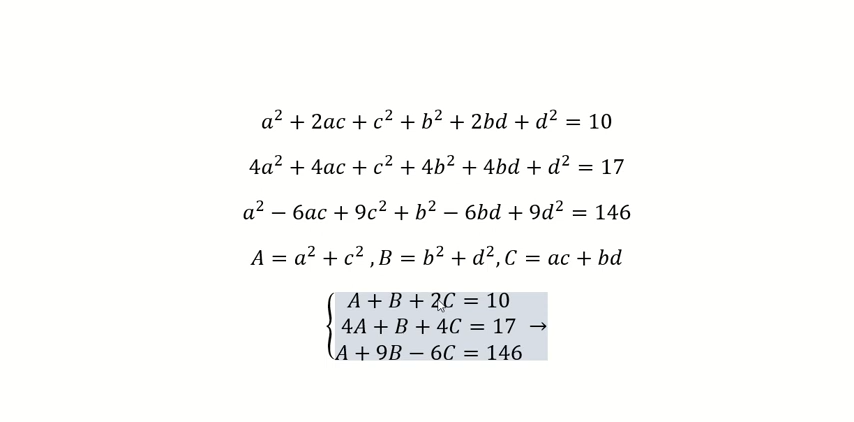 a² + 2ac + c² + b² + 2bd + d² = 10
4a² + 4ac + c² + 4b² + 4bd + d² = 17
a² − 6ac + 9c² + b² − 6bd + 9d² = 146
A = a² + c² , B = b² + d², C = ac + bd
A + B + 2C = 10
4A + B + 4C = 17 →
A + 9B − 6C = 146